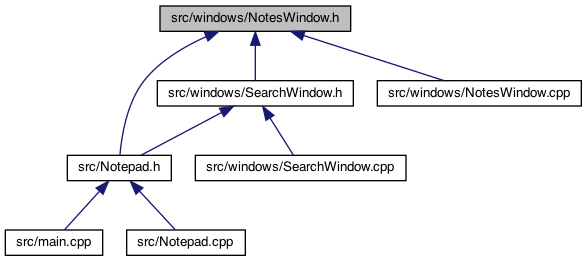 src/windows/NotesWindow.h
src/windows/SearchWindow.h
src/windows/NotesWindow.cpp
src/Notepad.h
src/windows/SearchWindow.cpp
src/main.cpp
src/Notepad.cpp